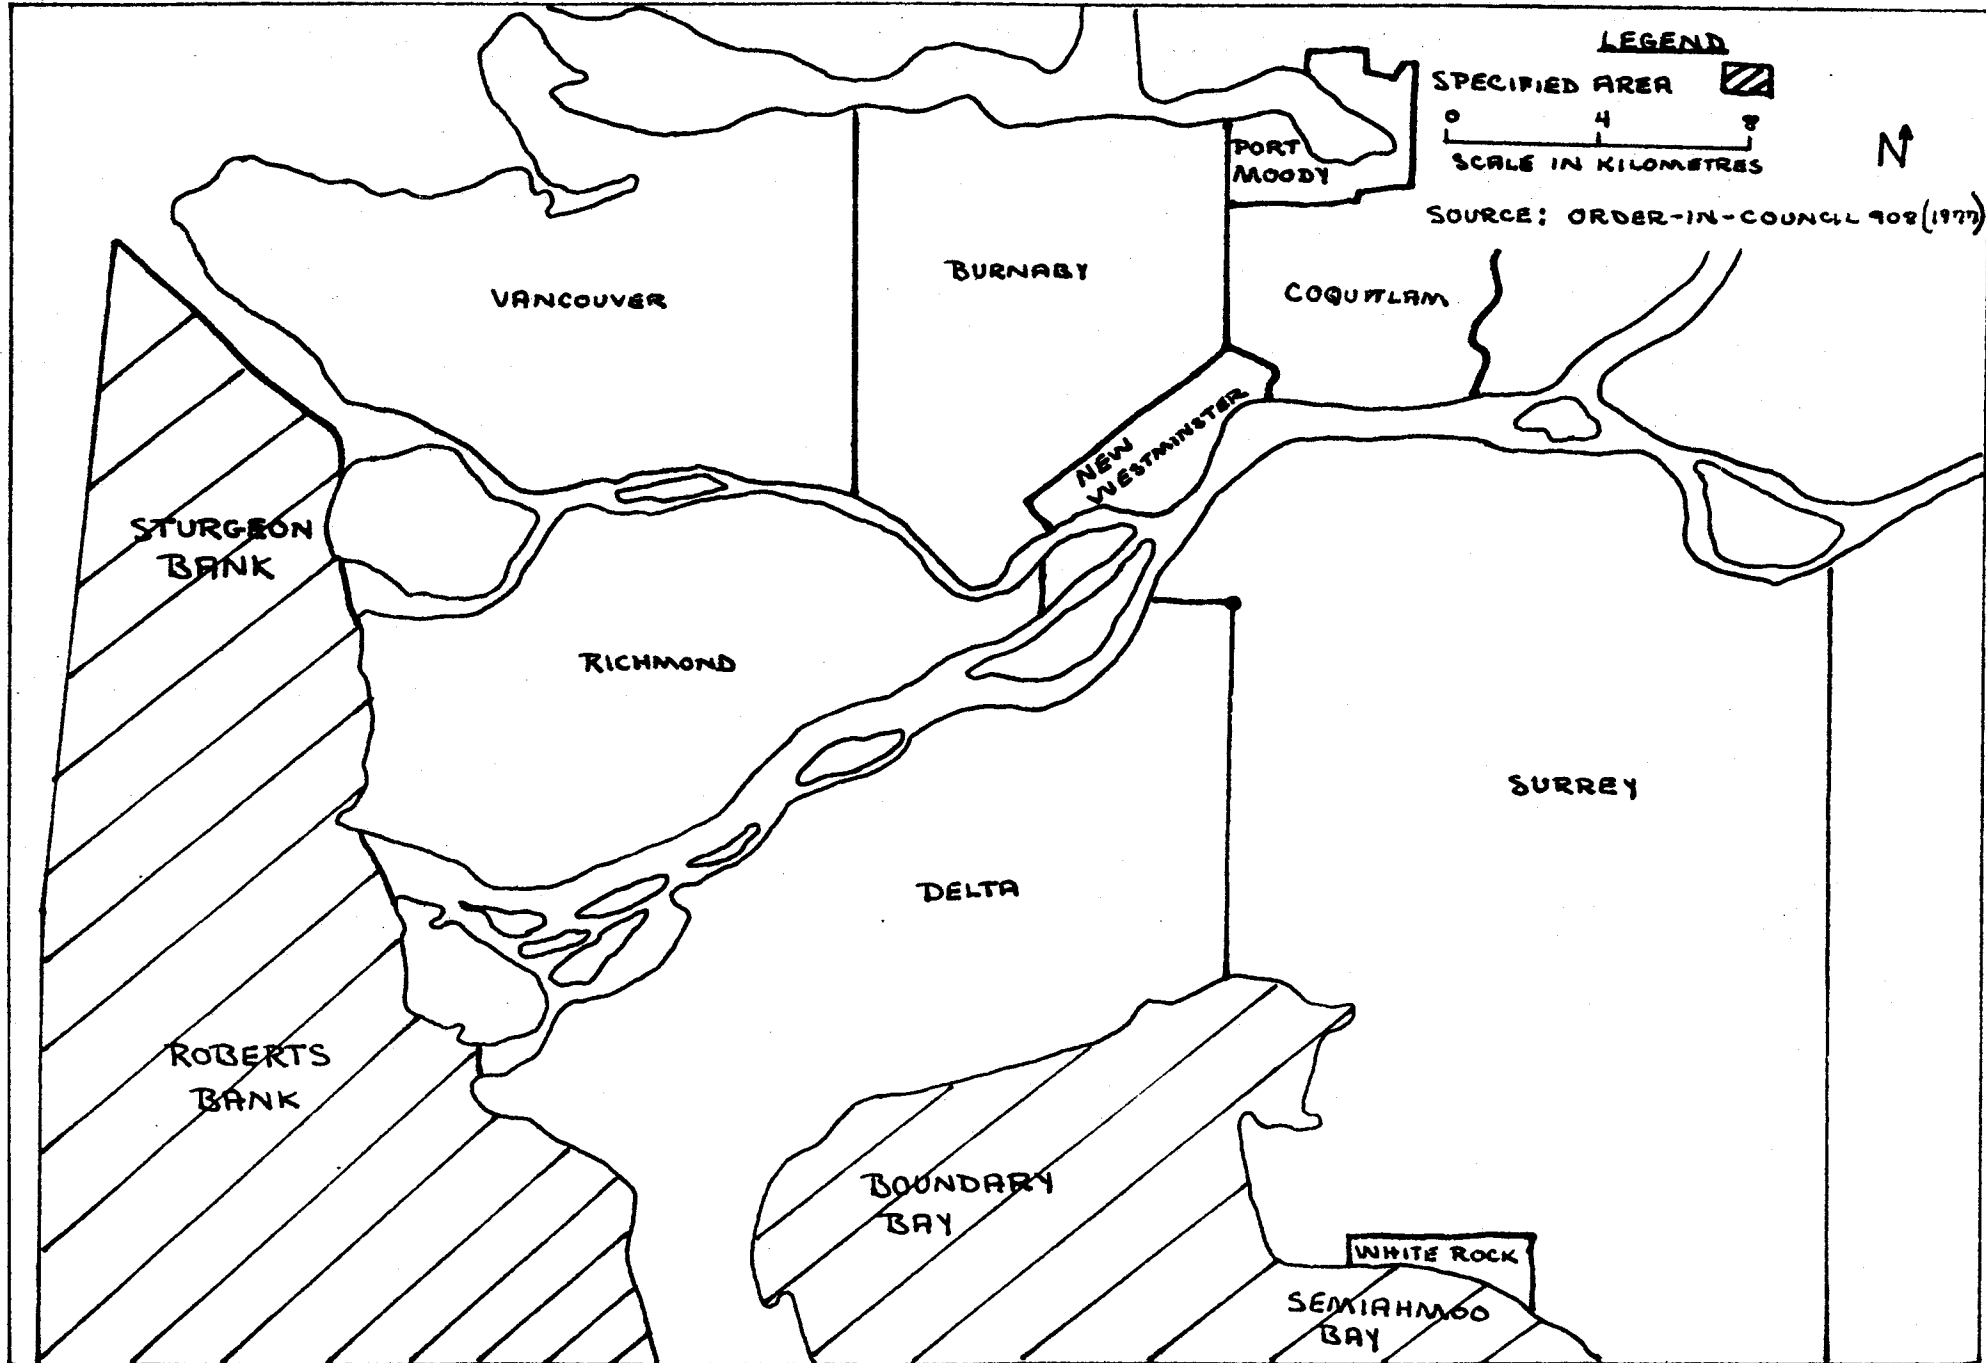 LEGEND
SPECIFIED AREA
0 4 8
SCALE IN KILOMETRES
N
SOURCE: ORDER-IN-COUNCIL 908 (1977)
PORT
MOODY
VANCOUVER
BURNABY
COQUITLAM
NEW
WESTMINSTER
STURGEON
BANK
RICHMOND
SURREY
DELTA
ROBERTS
BANK
BOUNDARY
BAY
WHITE ROCK
SEMIAHMOO
BAY